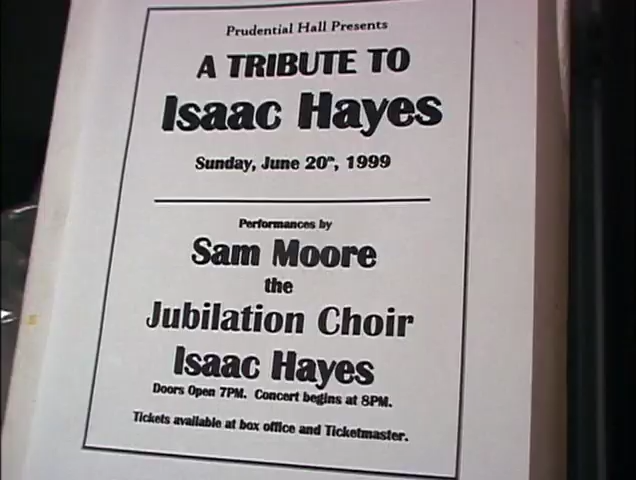 Prudential Hall Presents
A TRIBUTE TO
Isaac Hayes
Sunday, June 20th, 1999
Performances by
Sam Moore
the
Jubilation Choir
Isaac Hayes
Doors Open 7PM. Concert begins at 8PM.
Tickets available at box office and Ticketmaster.